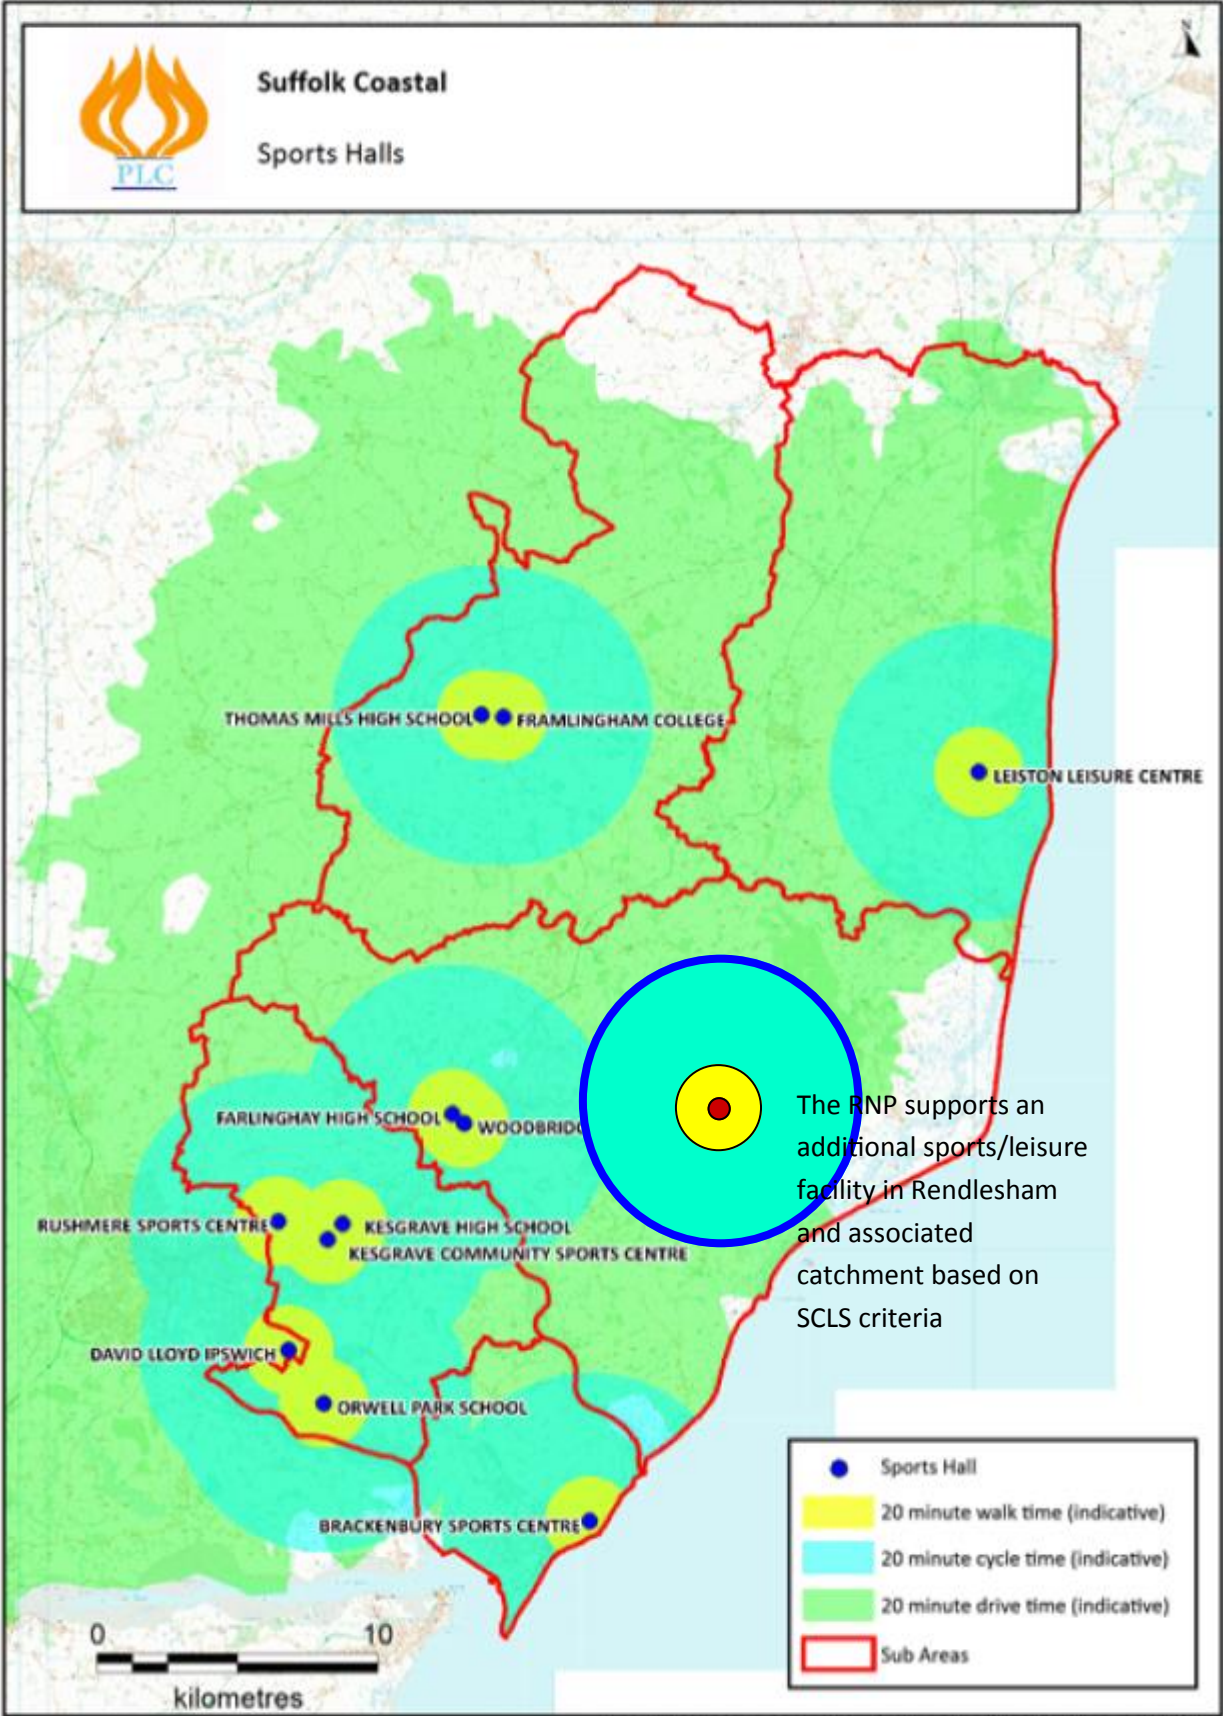 Suffolk Coastal
Sports Halls
PLC
THOMAS MILLS HIGH SCHOOL
FRAMLINGHAM COLLEGE
LEISTON LEISURE CENTRE
FARLINGHAY HIGH SCHOOL
WOODBRID
The RNP supports an
additional sports/leisure
facility in Rendlesham
and associated
catchment based on
SCLS criteria
RUSHMERE SPORTS CENTRE
KESGRAVE HIGH SCHOOL
KESGRAVE COMMUNITY SPORTS CENTRE
DAVID LLOYD IPSWICH
ORWELL PARK SCHOOL
BRACKENBURY SPORTS CENTRE
Sports Hall
20 minute walk time (indicative)
20 minute cycle time (indicative)
20 minute drive time (indicative)
Sub Areas
0 10
kilometres